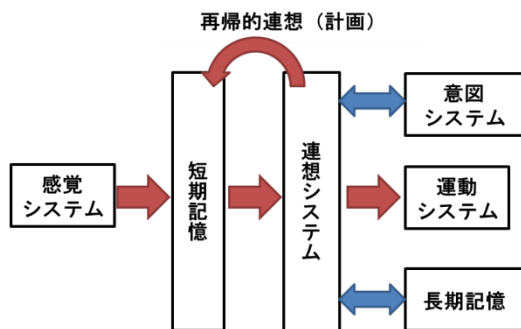 再帰的連想（計画）
感覚
システム
短期記憶
連想システム
意図
システム
運動
システム
長期記憶